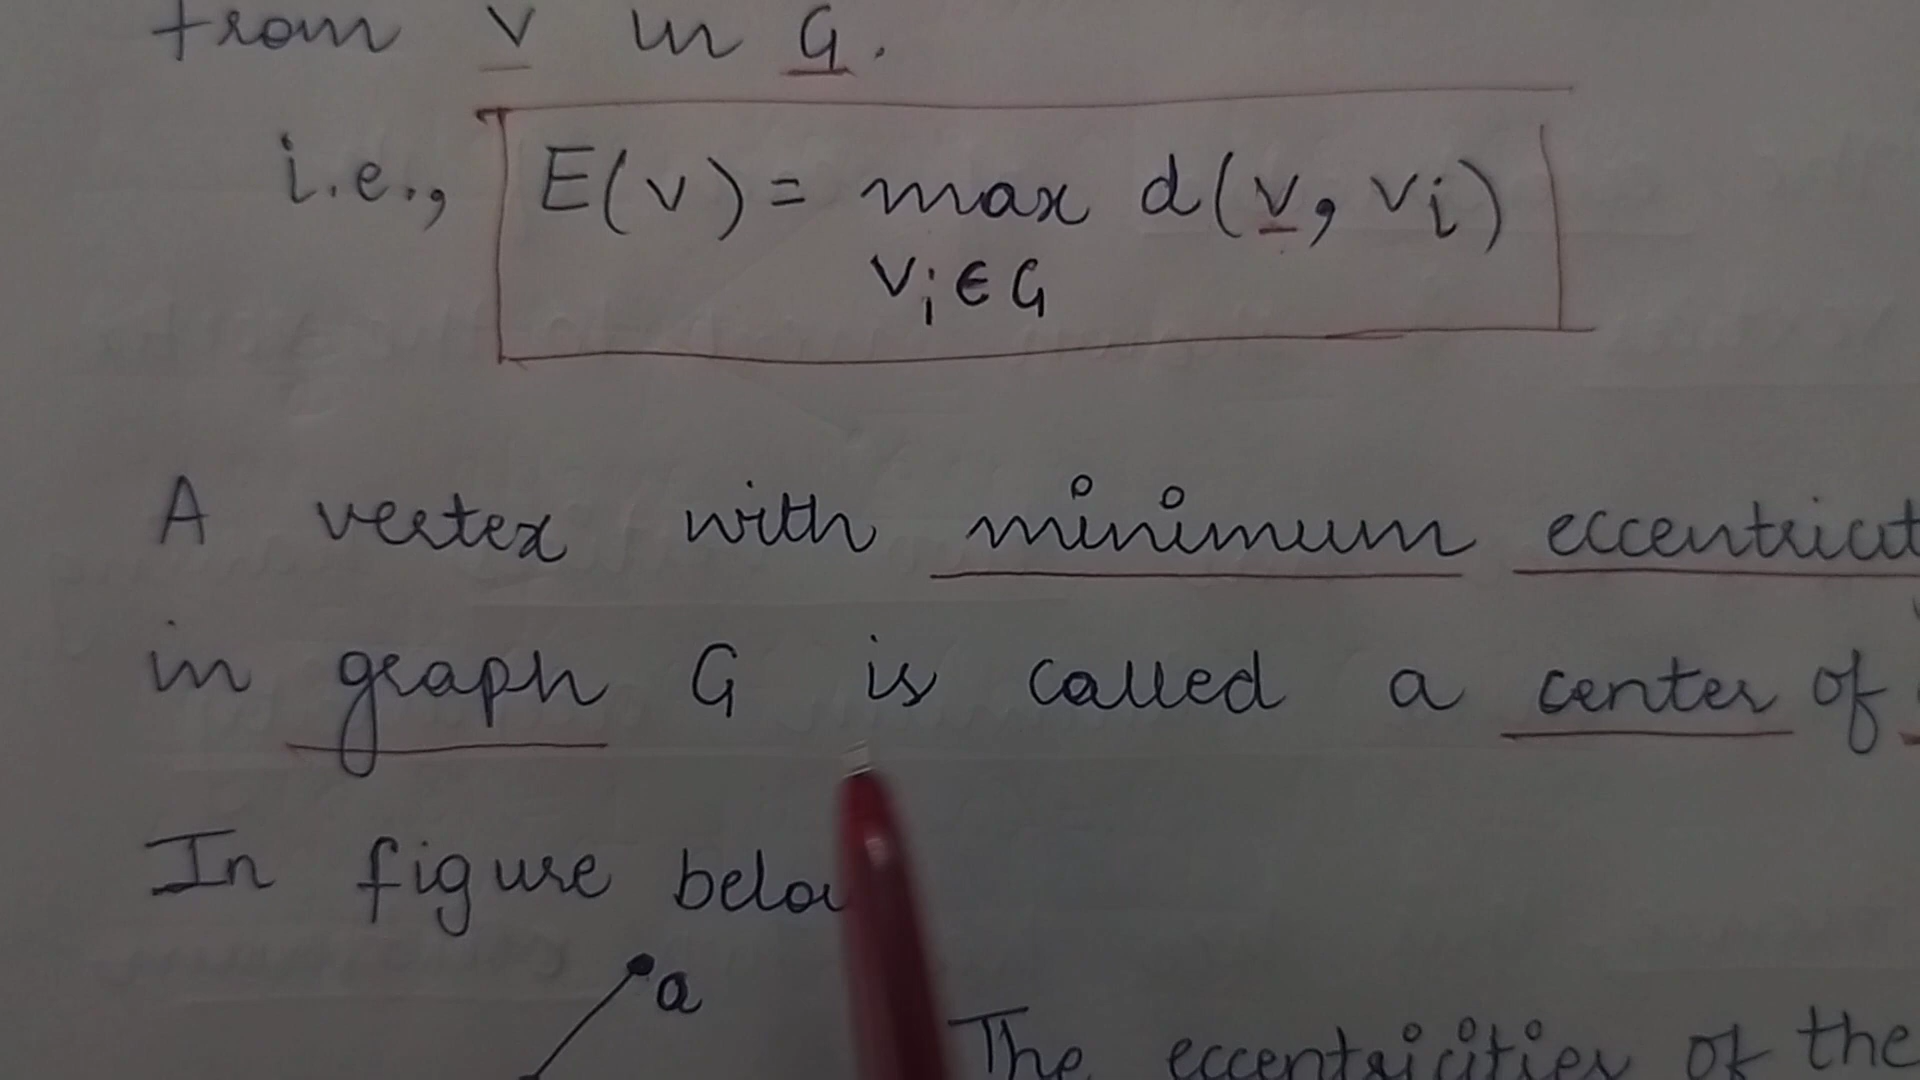 from v in G.
i.e., E(v) = max d(v, vi)
vi ∈ G
A vertex with minimum eccentricit
in graph G is called a center of
In figure belo
a
The eccentricities of the